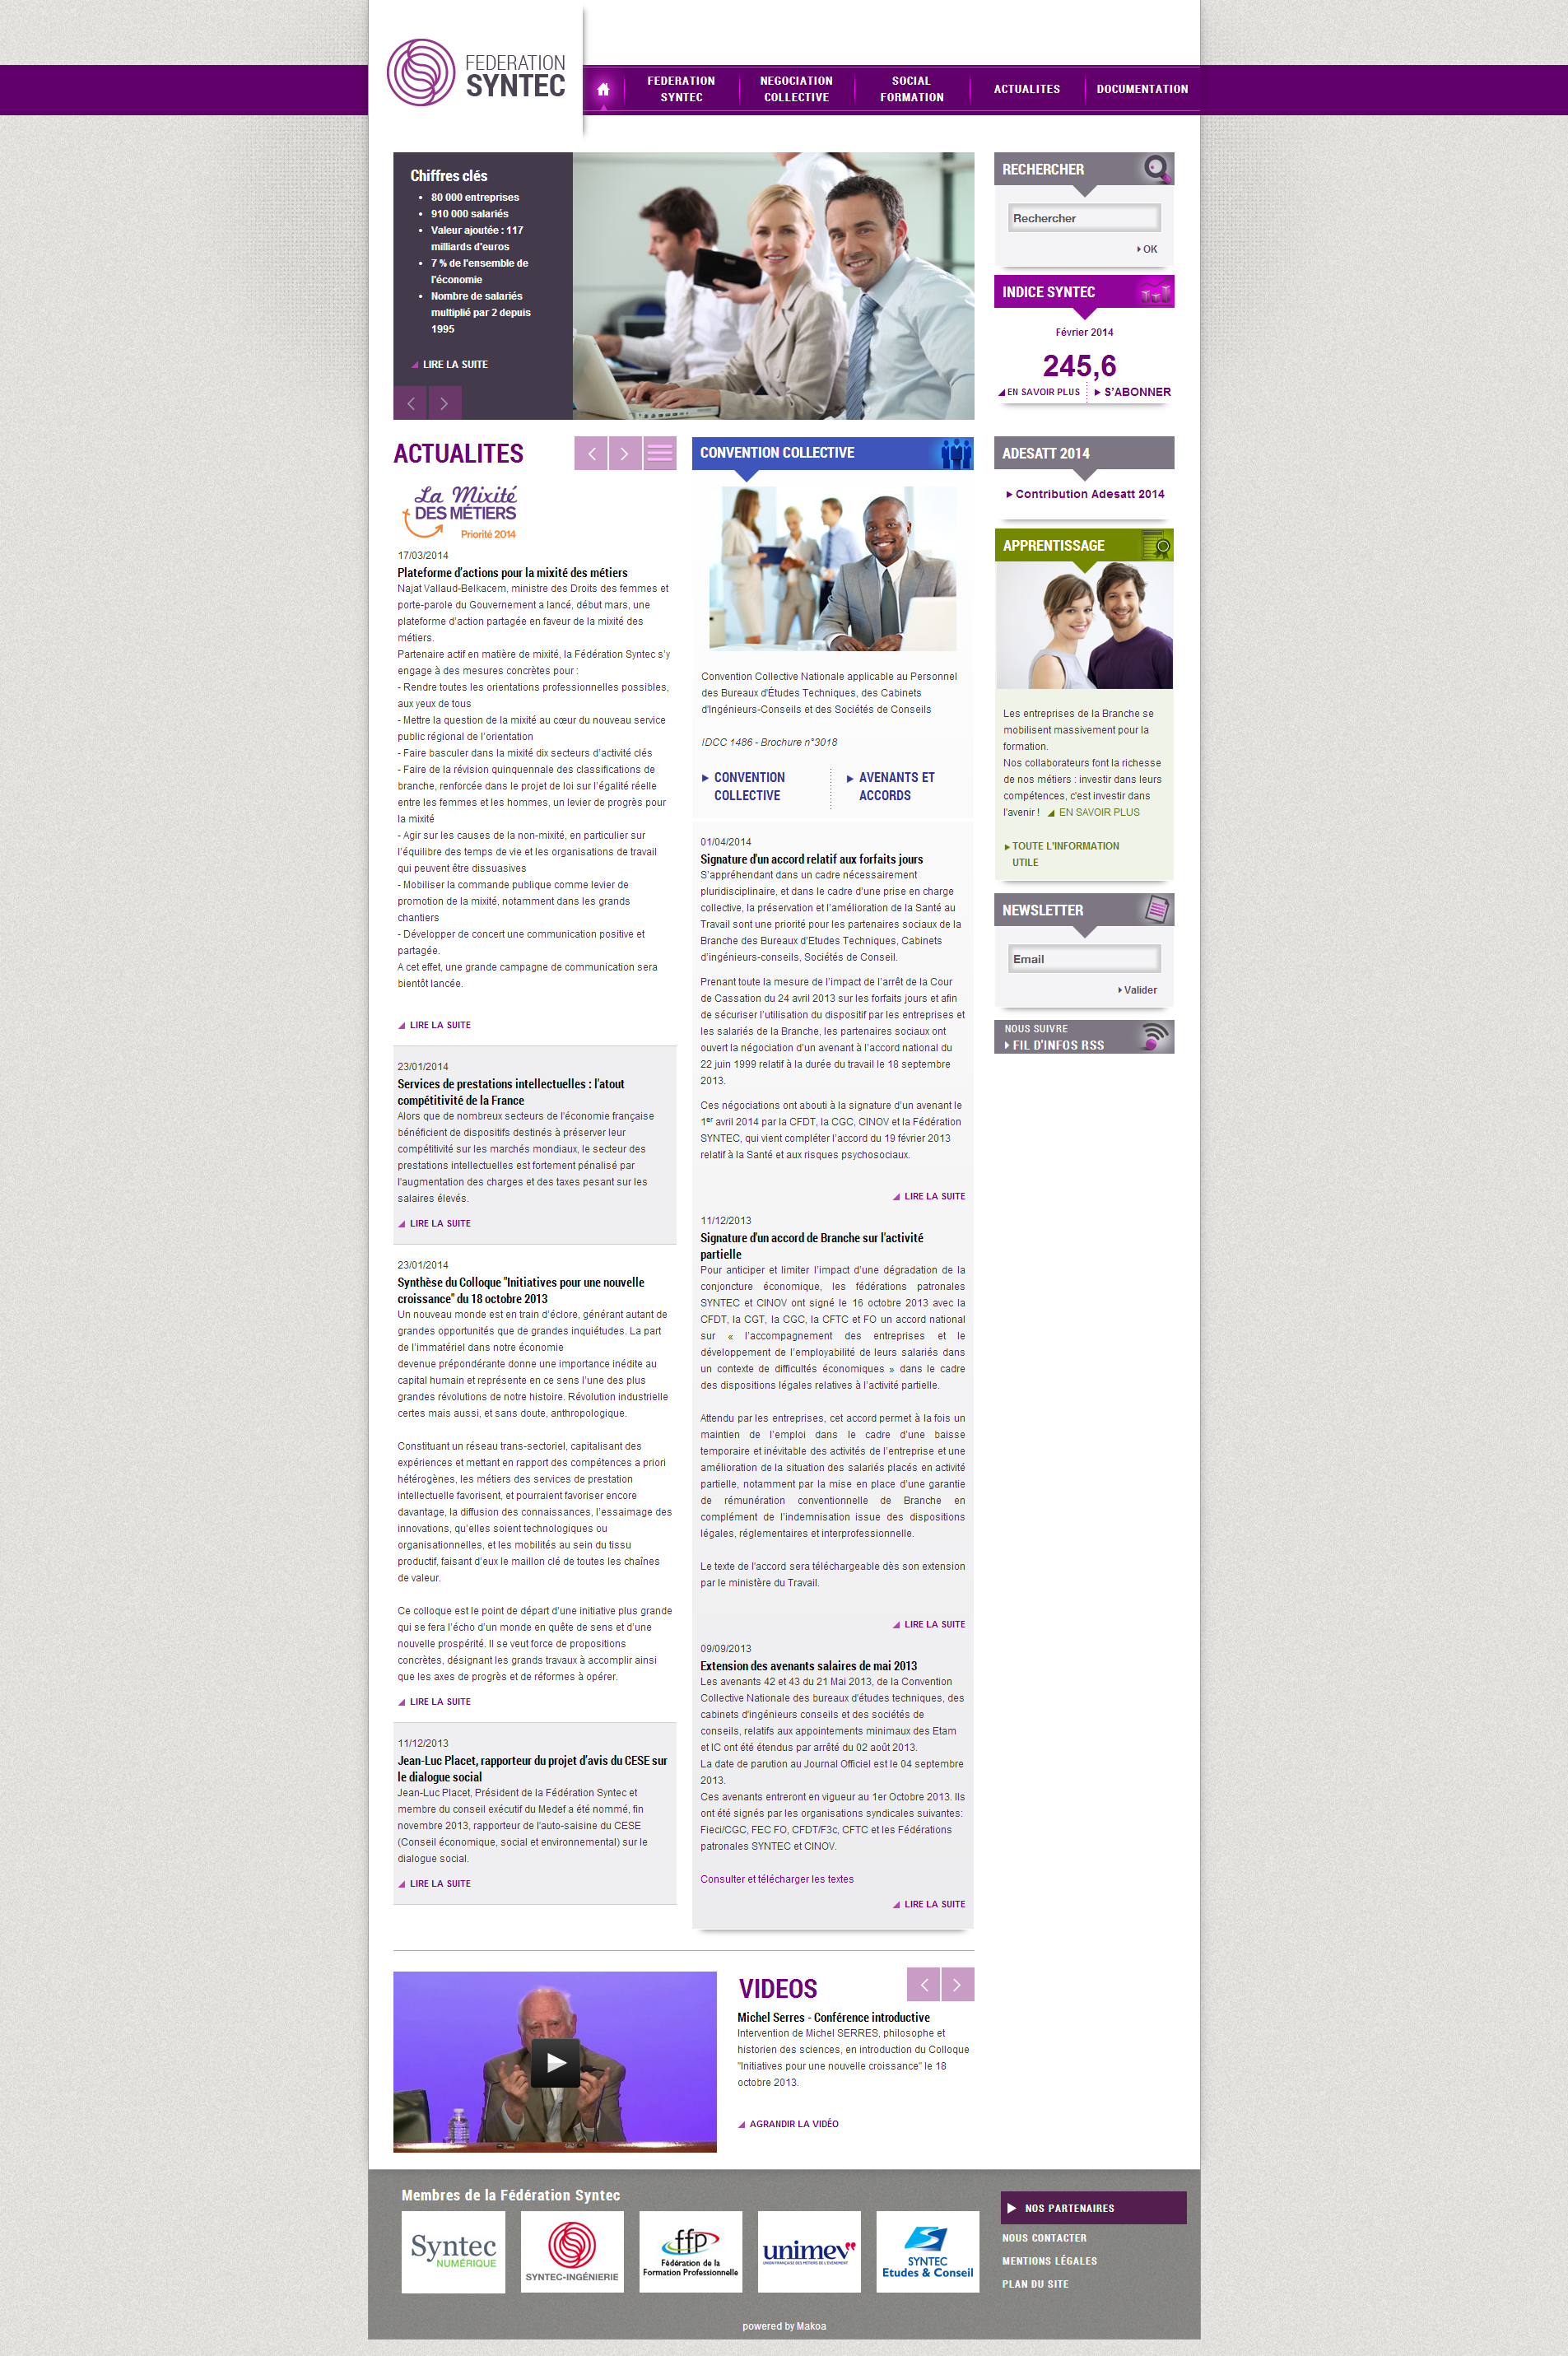 FEDERATION
SYNTEC
FEDERATION
SYNTEC
NEGOCIATION
COLLECTIVE
SOCIAL
FORMATION
ACTUALITES
DOCUMENTATION
Chiffres clés
80 000 entreprises
910 000 salariés
Valeur ajoutée : 117
milliards d'euros
7 % de l'ensemble de
l'économie
Nombre de salariés
multiplié par 2 depuis
1995
LIRE LA SUITE
RECHERCHER
Rechercher
OK
INDICE SYNTEC
Février 2014
245,6
EN SAVOIR PLUS
S'ABONNER
ACTUALITES
La Mixité
DES MÉTIERS
Priorité 2014
17/03/2014
Plateforme d'actions pour la mixité des métiers
Najat Vallaud-Belkacem, ministre des Droits des femmes et
porte-parole du Gouvernement a lancé, début mars, une
plateforme d'action partagée en faveur de la mixité des
métiers.
Partenaire actif en matière de mixité, la Fédération Syntec s'y
engage à des mesures concrètes pour :
- Rendre toutes les orientations professionnelles possibles,
aux yeux de tous
- Mettre la question de la mixité au cœur du nouveau service
public régional de l'orientation
- Faire basculer dans la mixité dix secteurs d'activité clés
- Faire de la révision quinquennale des classifications de
branche, renforcée dans le projet de loi sur l'égalité réelle
entre les femmes et les hommes, un levier de progrès pour
la mixité
- Agir sur les causes de la non-mixité, en particulier sur
l'équilibre des temps de vie et les organisations de travail
qui peuvent être dissuasives
- Mobiliser la commande publique comme levier de
promotion de la mixité, notamment dans les grands
chantiers
- Développer de concert une communication positive et
partagée.
A cet effet, une grande campagne de communication sera
bientôt lancée.
LIRE LA SUITE
23/01/2014
Services de prestations intellectuelles : l'atout
compétitivité de la France
Alors que de nombreux secteurs de l'économie française
bénéficient de dispositifs destinés à préserver leur
compétitivité sur les marchés mondiaux, le secteur des
prestations intellectuelles est fortement pénalisé par
l'augmentation des charges et des taxes pesant sur les
salaires élevés.
LIRE LA SUITE
23/01/2014
Synthèse du Colloque "Initiatives pour une nouvelle
croissance" du 18 octobre 2013
Un nouveau monde est en train d'éclore, générant autant de
grandes opportunités que de grandes inquiétudes. La part
de l'immatériel dans notre économie
devenue prépondérante donne une importance inédite au
capital humain et représente en ce sens l'une des plus
grandes révolutions de notre histoire. Révolution industrielle
certes mais aussi, et sans doute, anthropologique.
Constituant un réseau trans-sectoriel, capitalisant des
expériences et mettant en rapport des compétences a priori
hétérogènes, les métiers des services de prestation
intellectuelle favorisent, et pourraient favoriser encore
davantage, la diffusion des connaissances, l'essaimage des
innovations, qu'elles soient technologiques ou
organisationnelles, et les mobilités au sein du tissu
productif, faisant d'eux le maillon clé de toutes les chaînes
de valeur.
Ce colloque est le point de départ d'une initiative plus grande
qui se fera l'écho d'un monde en quête de sens et d'une
nouvelle prospérité. Il se veut force de propositions
concrètes, désignant les grands travaux à accomplir ainsi
que les axes de progrès et de réformes à opérer.
LIRE LA SUITE
11/12/2013
Jean-Luc Placet, rapporteur du projet d'avis du CESE sur
le dialogue social
Jean-Luc Placet, Président de la Fédération Syntec et
membre du conseil exécutif du Medef a été nommé, fin
novembre 2013, rapporteur de l'auto-saisine du CESE
(Conseil économique, social et environnemental) sur le
dialogue social.
LIRE LA SUITE
CONVENTION COLLECTIVE
Convention Collective Nationale applicable au Personnel
des Bureaux d'Études Techniques, des Cabinets
d'Ingénieurs-Conseils et des Sociétés de Conseils
IDCC 1486 - Brochure n°3018
CONVENTION
COLLECTIVE
AVENANTS ET
ACCORDS
01/04/2014
Signature d'un accord relatif aux forfaits jours
S'appréhendant dans un cadre nécessairement
pluridisciplinaire, et dans le cadre d'une prise en charge
collective, la préservation et l'amélioration de la Santé au
Travail sont une priorité pour les partenaires sociaux de la
Branche des Bureaux d'Etudes Techniques, Cabinets
d'ingénieurs-conseils, Sociétés de Conseil.
Prenant toute la mesure de l'impact de l'arrêt de la Cour
de Cassation du 24 avril 2013 sur les forfaits jours et afin
de sécuriser l'utilisation du dispositif par les entreprises et
les salariés de la Branche, les partenaires sociaux ont
ouvert la négociation d'un avenant à l'accord national du
22 juin 1999 relatif à la durée du travail le 18 septembre
2013.
Ces négociations ont abouti à la signature d'un avenant le
1er avril 2014 par la CFDT, la CGC, CINOV et la Fédération
SYNTEC, qui vient compléter l'accord du 19 février 2013
relatif à la Santé et aux risques psychosociaux.
LIRE LA SUITE
11/12/2013
Signature d'un accord de Branche sur l'activité
partielle
Pour anticiper et limiter l'impact d'une dégradation de la
conjoncture économique, les fédérations patronales
SYNTEC et CINOV ont signé le 16 octobre 2013 avec la
CFDT, la CGT, la CGC, la CFTC et FO un accord national
sur « l'accompagnement des entreprises et le
développement de l'employabilité de leurs salariés dans
un contexte de difficultés économiques » dans le cadre
des dispositions légales relatives à l'activité partielle.
Attendu par les entreprises, cet accord permet à la fois un
maintien de l'emploi dans le cadre d'une baisse
temporaire et inévitable des activités de l'entreprise et une
amélioration de la situation des salariés placés en activité
partielle, notamment par la mise en place d'une garantie
de rémunération conventionnelle de Branche en
complément de l'indemnisation issue des dispositions
légales, réglementaires et interprofessionnelle.
Le texte de l'accord sera téléchargeable dès son extension
par le ministère du Travail.
LIRE LA SUITE
09/09/2013
Extension des avenants salaires de mai 2013
Les avenants 42 et 43 du 21 Mai 2013, de la Convention
Collective Nationale des bureaux d'études techniques, des
cabinets d'ingénieurs conseils et des sociétés de
conseils, relatifs aux appointements minimaux des Etam
et IC ont été étendus par arrêté du 02 août 2013.
La date de parution au Journal Officiel est le 04 septembre
2013.
Ces avenants entreront en vigueur au 1er Octobre 2013. Ils
ont été signés par les organisations syndicales suivantes:
Fieci/CGC, FEC FO, CFDT/F3c, CFTC et les Fédérations
patronales SYNTEC et CINOV.
Consulter et télécharger les textes
LIRE LA SUITE
ADESATT 2014
Contribution Adesatt 2014
APPRENTISSAGE
Les entreprises de la Branche se
mobilisent massivement pour la
formation.
Nos collaborateurs font la richesse
de nos métiers : investir dans leurs
compétences, c'est investir dans
l'avenir ! EN SAVOIR PLUS
TOUTE L'INFORMATION
UTILE
NEWSLETTER
Email
Valider
NOUS SUIVRE
FIL D'INFOS RSS
VIDEOS
Michel Serres - Conférence introductive
Intervention de Michel SERRES, philosophe et
historien des sciences, en introduction du Colloque
"Initiatives pour une nouvelle croissance" le 18
octobre 2013.
AGRANDIR LA VIDÉO
Membres de la Fédération Syntec
Syntec
NUMÉRIQUE
SYNTEC-INGÉNIERIE
ffp
Fédération de la
Formation Professionnelle
unimev
UNION FRANÇAISE DES MÉTIERS DE L'ÉVÉNEMENT
SYNTEC
Etudes & Conseil
NOS PARTENAIRES
NOUS CONTACTER
MENTIONS LÉGALES
PLAN DU SITE
powered by Makoa